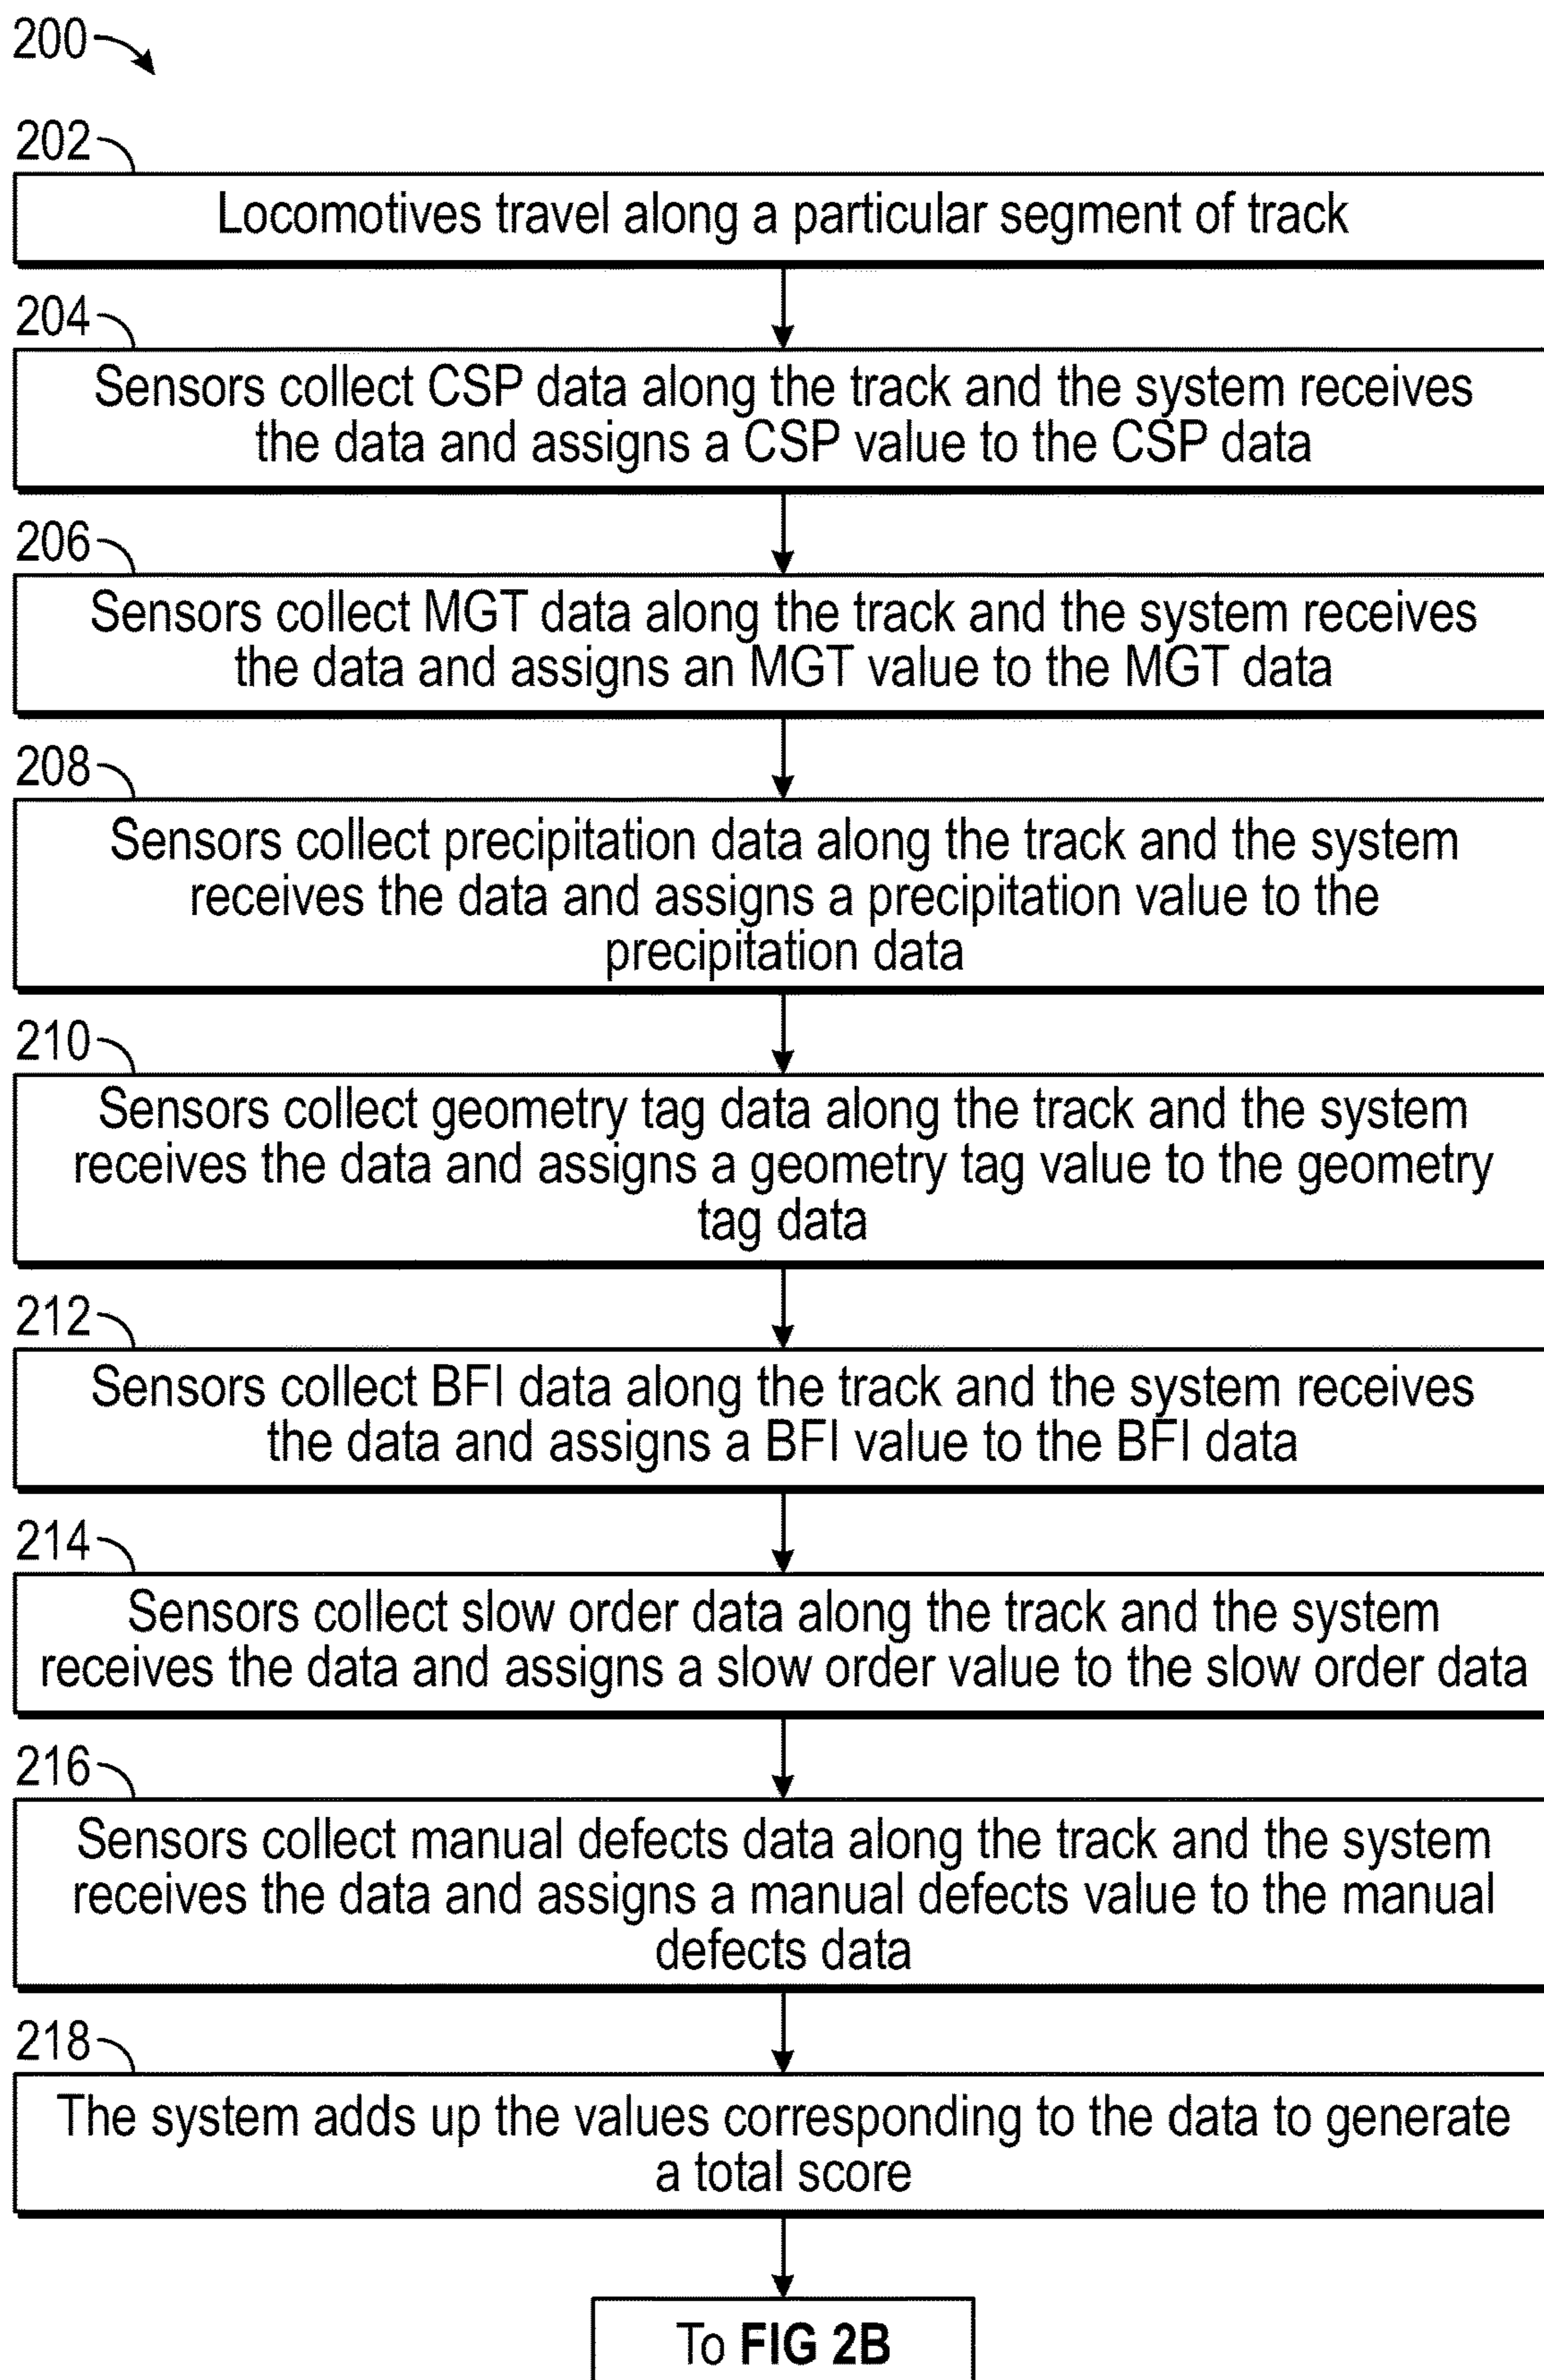 200
202
Locomotives travel along a particular segment of track
204
Sensors collect CSP data along the track and the system receives
the data and assigns a CSP value to the CSP data
206
Sensors collect MGT data along the track and the system receives
the data and assigns an MGT value to the MGT data
208
Sensors collect precipitation data along the track and the system
receives the data and assigns a precipitation value to the
precipitation data
210
Sensors collect geometry tag data along the track and the system
receives the data and assigns a geometry tag value to the geometry
tag data
212
Sensors collect BFI data along the track and the system receives
the data and assigns a BFI value to the BFI data
214
Sensors collect slow order data along the track and the system
receives the data and assigns a slow order value to the slow order data
216
Sensors collect manual defects data along the track and the system
receives the data and assigns a manual defects value to the manual
defects data
218
The system adds up the values corresponding to the data to generate
a total score
To FIG 2B